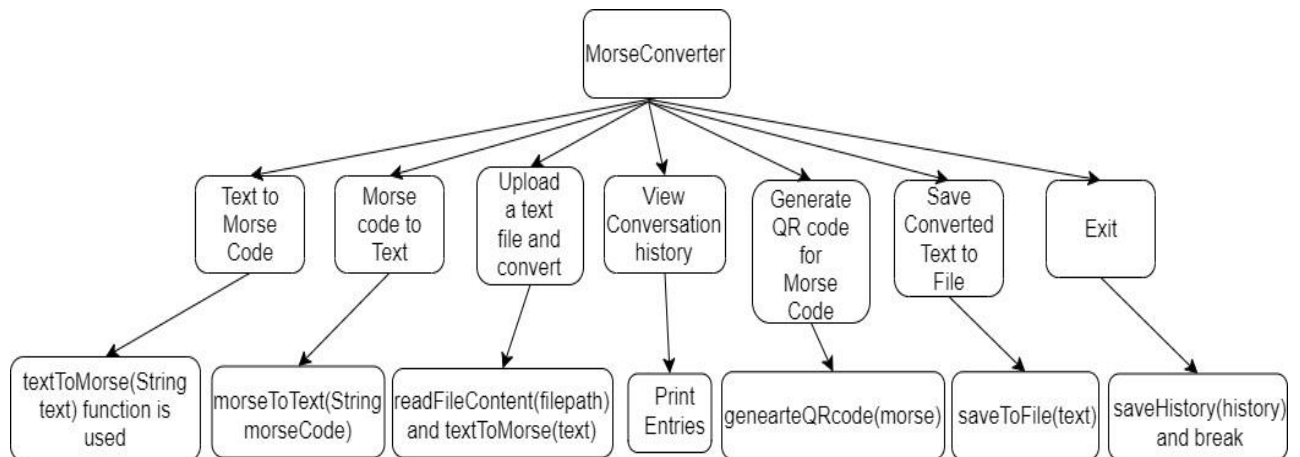 MorseConverter
Text to
Morse
Code
Morse
code to
Text
Upload
a text
file and
convert
View
Conversation
history
Generate
QR code
for
Morse
Code
Save
Converted
Text to
File
Exit
textToMorse(String
text) function is
used
morseToText(String
morseCode)
readFileContent(filepath)
and textToMorse(text)
Print
Entries
genearteQRcode(morse)
saveToFile(text)
saveHistory(history)
and break